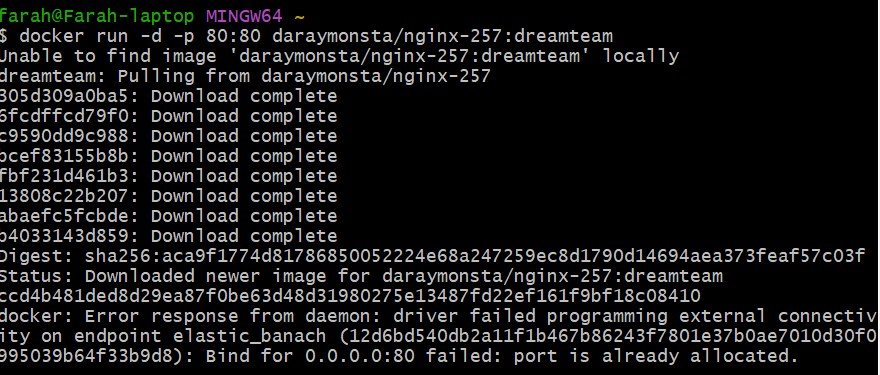 farah@Farah-laptop MINGW64 ~
$ docker run -d -p 80:80 daraymonsta/nginx-257:dreamteam
Unable to find image 'daraymonsta/nginx-257:dreamteam' locally
dreamteam: Pulling from daraymonsta/nginx-257
305d309a0ba5: Download complete
6fcdffcd79f0: Download complete
c9590dd9c988: Download complete
bcef83155b8b: Download complete
fbf231d461b3: Download complete
13808c22b207: Download complete
abaefc5fcbde: Download complete
b4033143d859: Download complete
Digest: sha256:aca9f1774d81786850052224e68a247259ec8d1790d14694aea373feaf57c03f
Status: Downloaded newer image for daraymonsta/nginx-257:dreamteam
ccd4b481ded8d29ea87f0be63d48d31980275e13487fd22ef161f9bf18c08410
docker: Error response from daemon: driver failed programming external connectiv
ity on endpoint elastic_banach (12d6bd540db2a11f1b467b86243f7801e37b0ae7010d30f0
995039b64f33b9d8): Bind for 0.0.0.0:80 failed: port is already allocated.